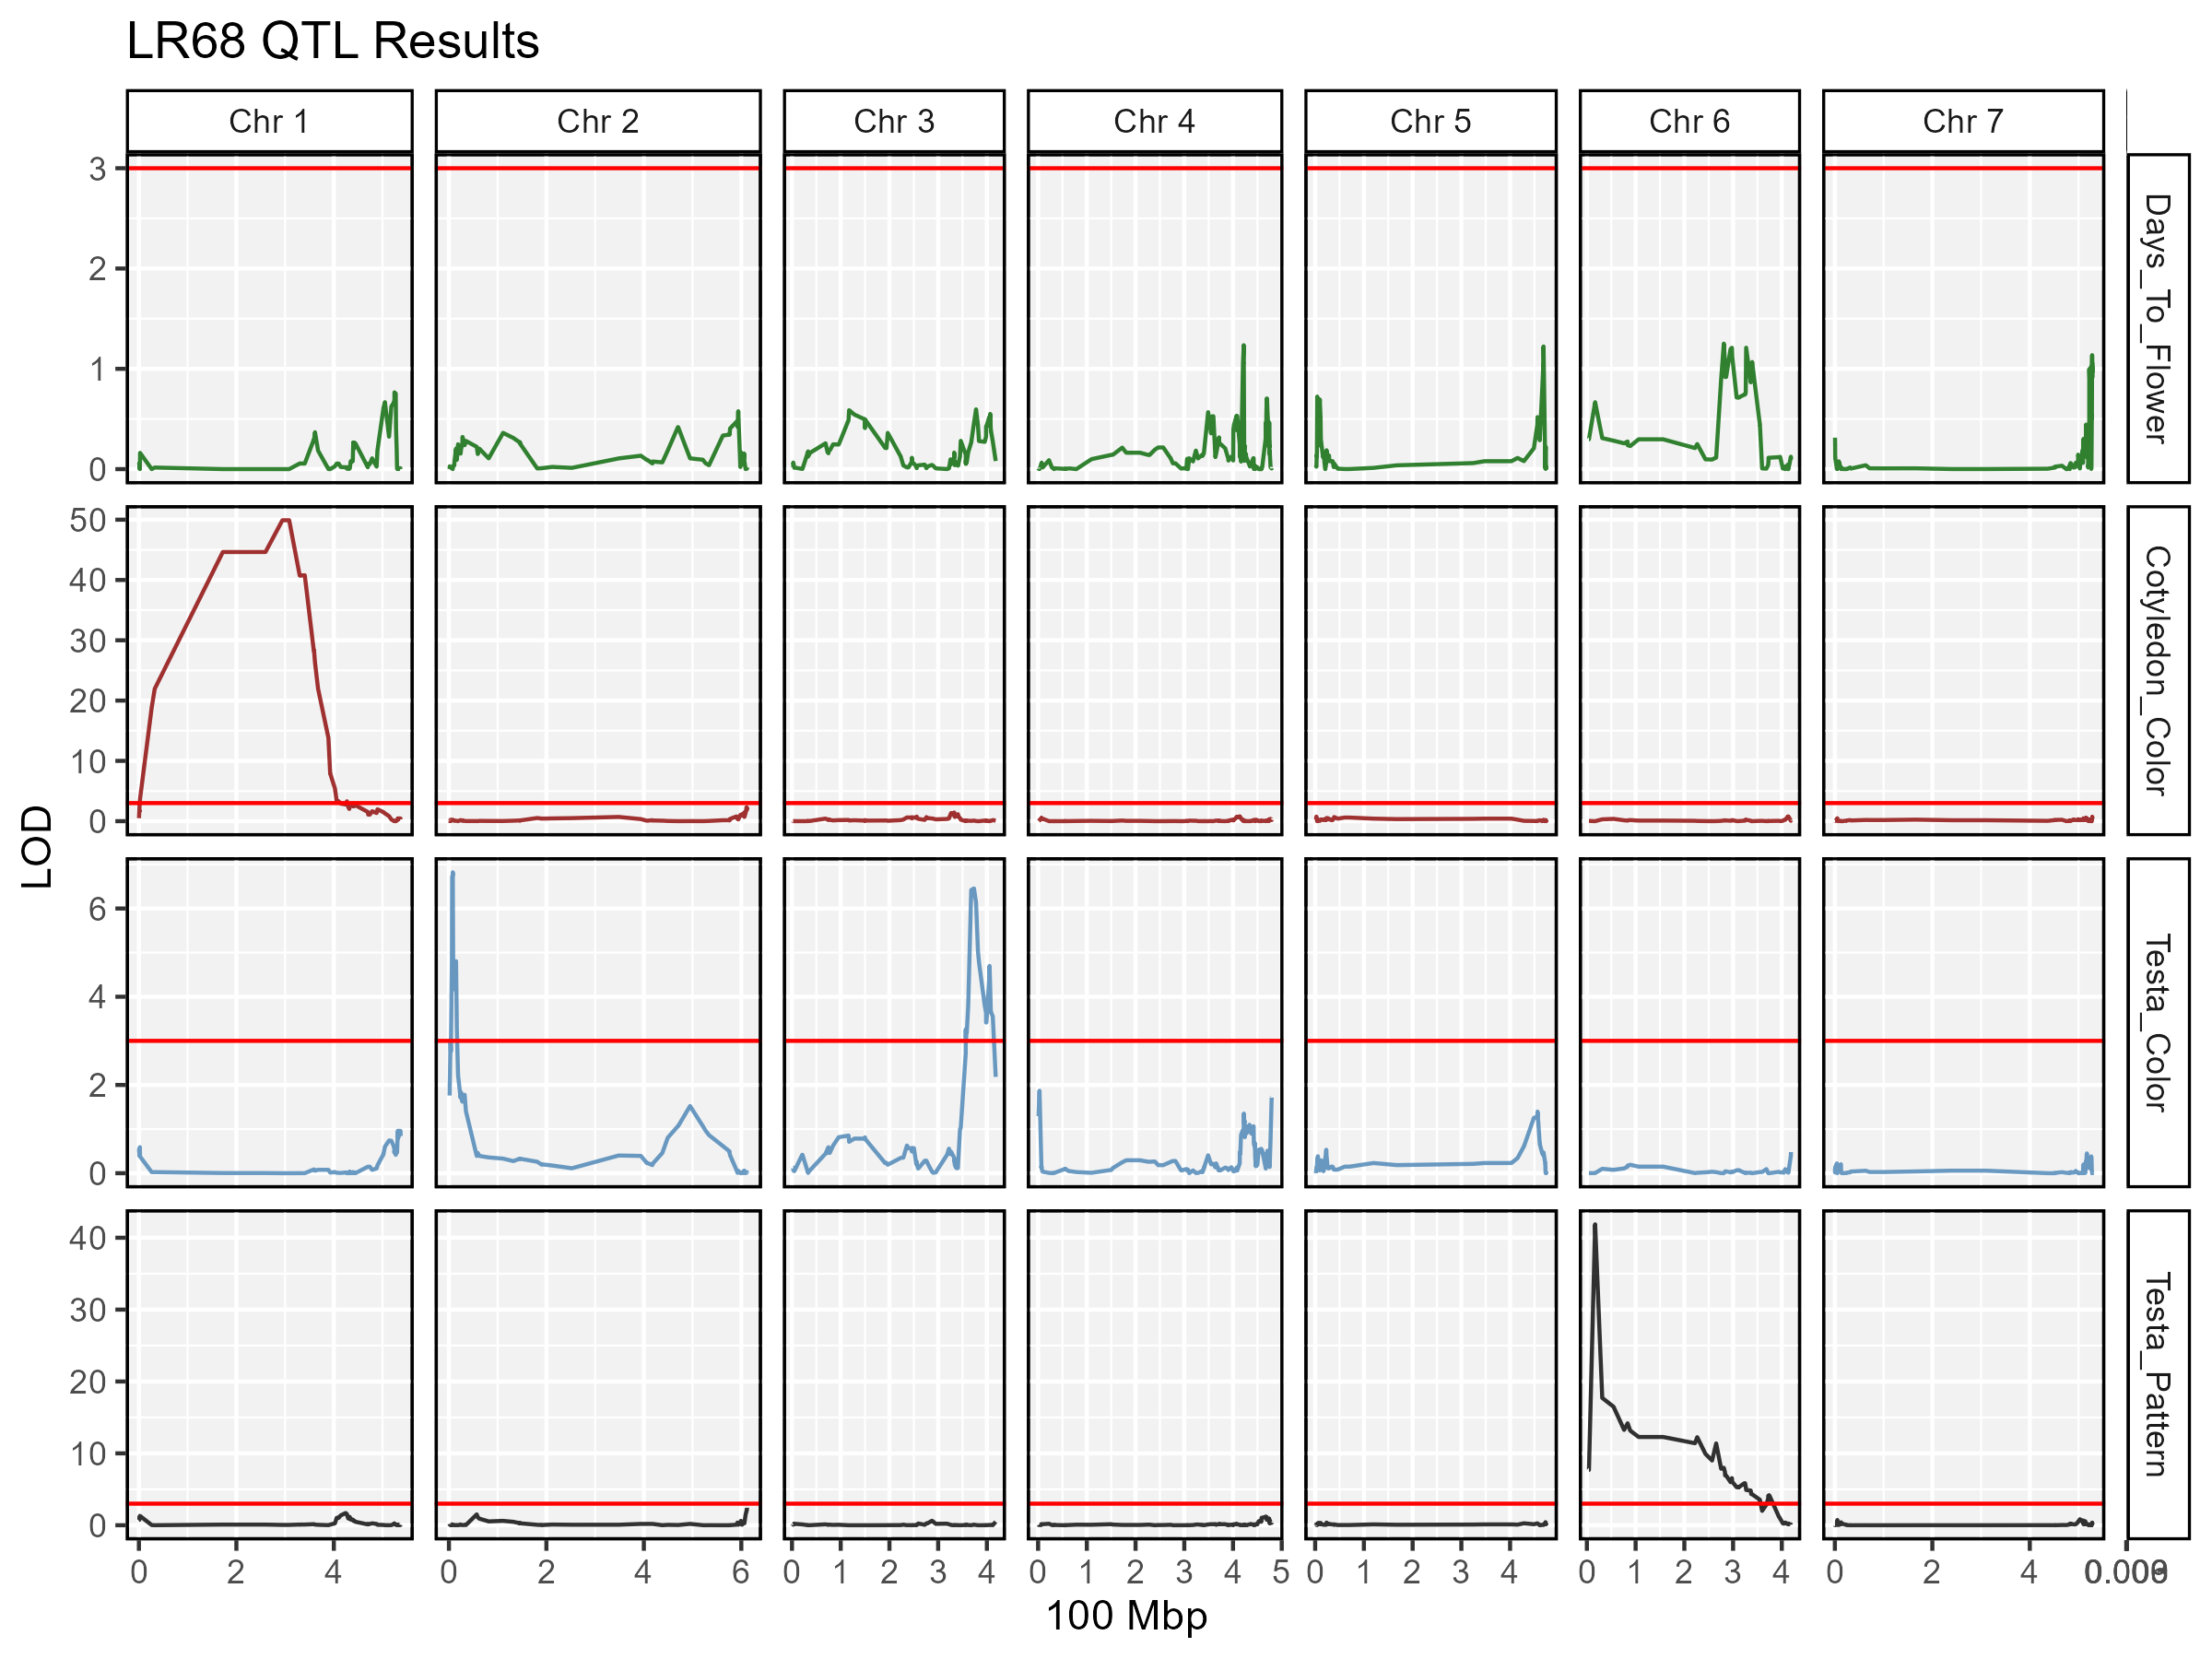 LR68 QTL Results
Chr 1 Chr 2 Chr 3 Chr 4 Chr 5 Chr 6 Chr 7
3
2
1
0
Days_To_Flower
50
40
30
20
10
0
Cotyledon_Color
LOD
6
4
2
0
Testa_Color
40
30
20
10
0
Testa_Pattern
0 2 4 0 2 4 6 0 1 2 3 4 0 1 2 3 4 5 0 1 2 3 4 0 1 2 3 4 0 2 4
100 Mbp